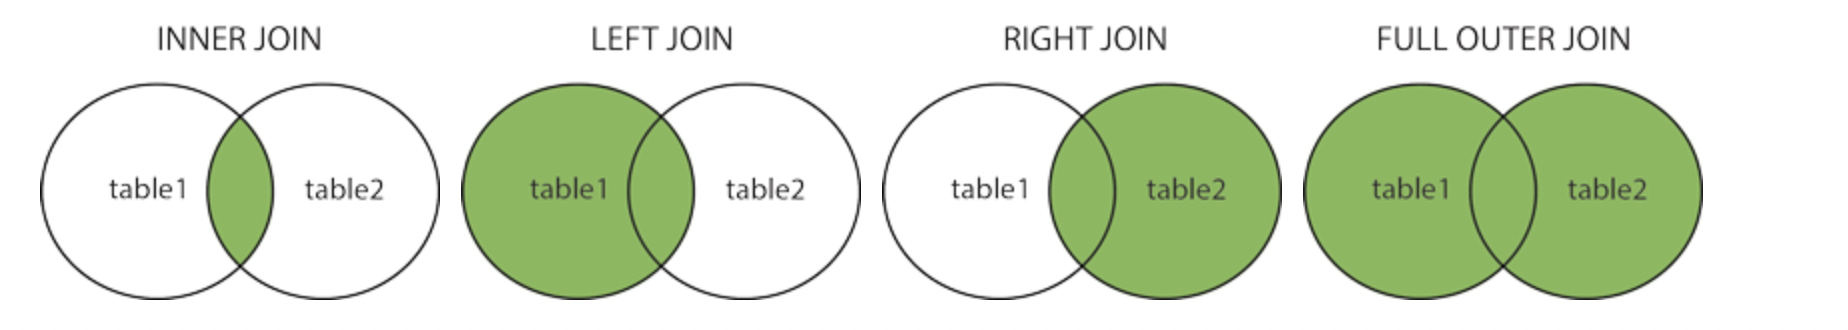 INNER JOIN
LEFT JOIN
RIGHT JOIN
FULL OUTER JOIN
table1
table2
table1
table2
table1
table2
table1
table2